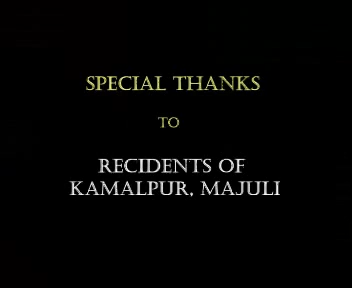 SPECIAL THANKS
TO
RECIDENTS OF
KAMALPUR, MAJULI